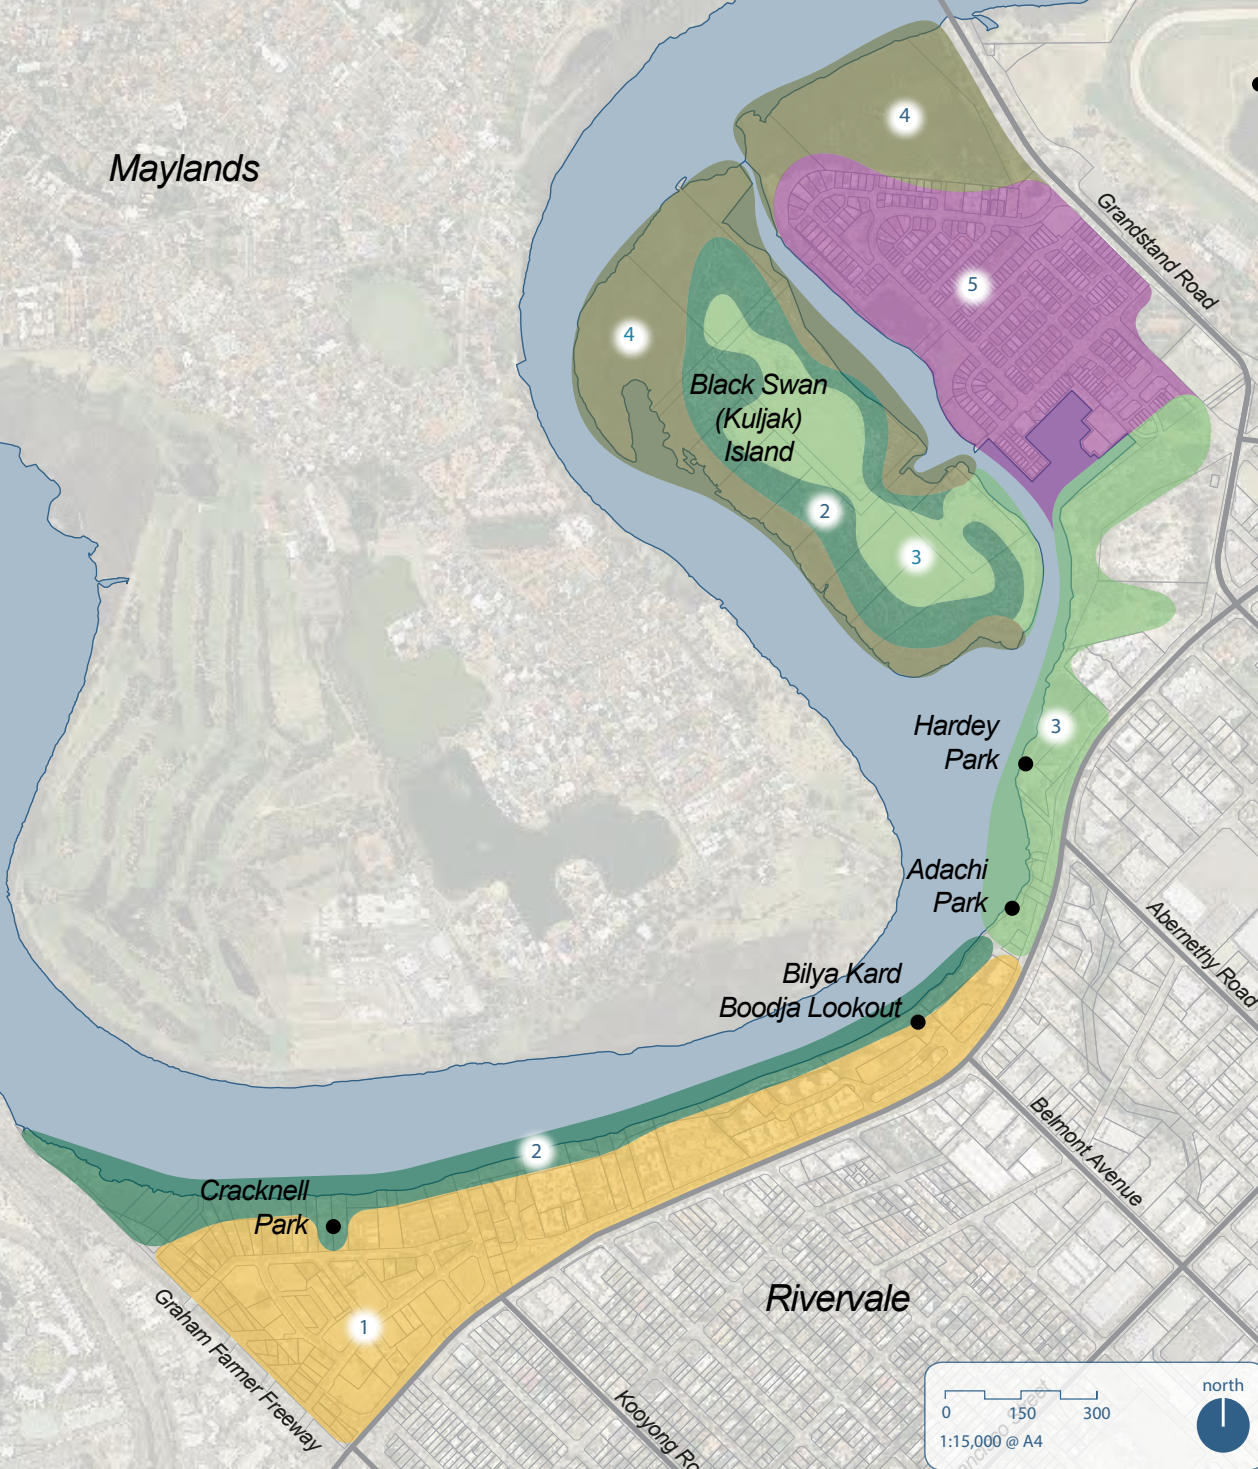 4
Maylands
Grandstand Road
5
4
Black Swan
(Kuljak)
Island
2
3
Hardey
Park
3
Adachi
Park
Abernethy Road
Bilya Kard
Boodja Lookout
Belmont Avenue
2
Cracknell
Park
Rivervale
1
Graham Farmer Freeway
Kooyong Ro
north
0 150 300
1:15,000 @ A4